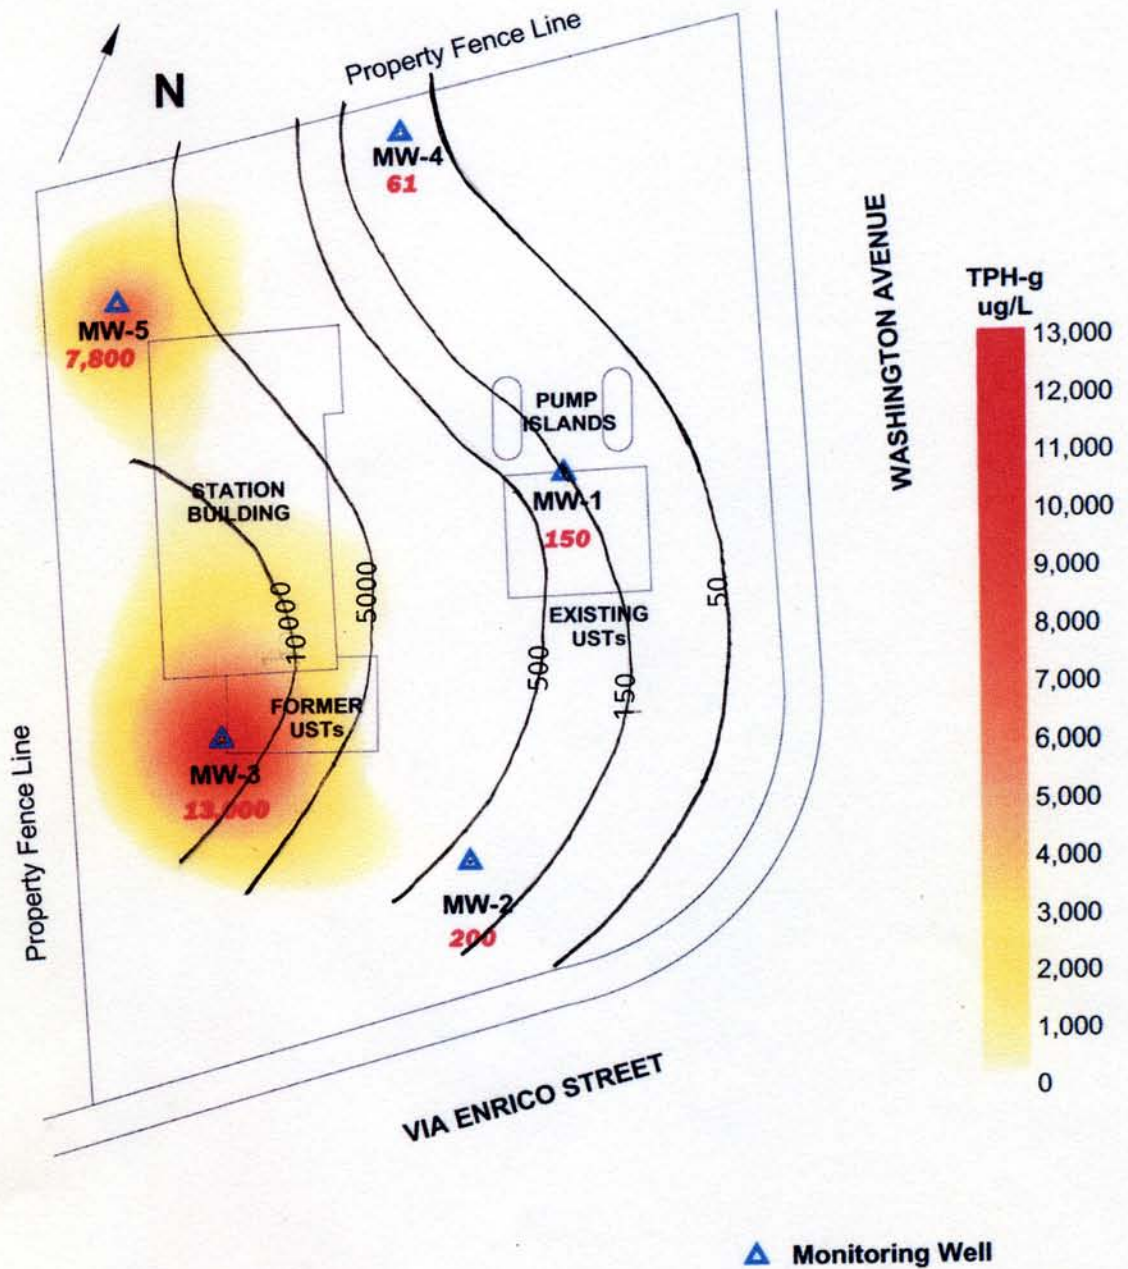 Property Fence Line
N
MW-4
61
MW-5
7,800
WASHINGTON AVENUE
TPH-g
ug/L
13,000
12,000
11,000
10,000
9,000
8,000
7,000
6,000
5,000
4,000
3,000
2,000
1,000
0
PUMP
ISLANDS
STATION
BUILDING
MW-1
150
10000
5000
500
150
50
EXISTING
USTs
FORMER
USTs
MW-3
13,000
MW-2
200
Property Fence Line
VIA ENRICO STREET
Monitoring Well